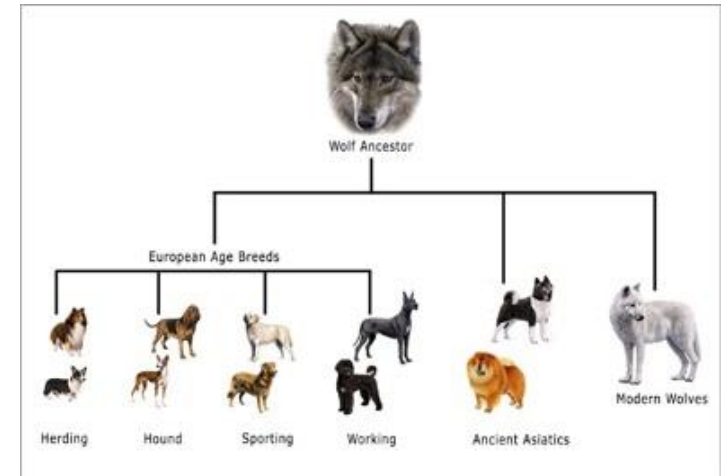 Wolf Ancestor
European Age Breeds
Modern Wolves
Herding
Hound
Sporting
Working
Ancient Asiatics